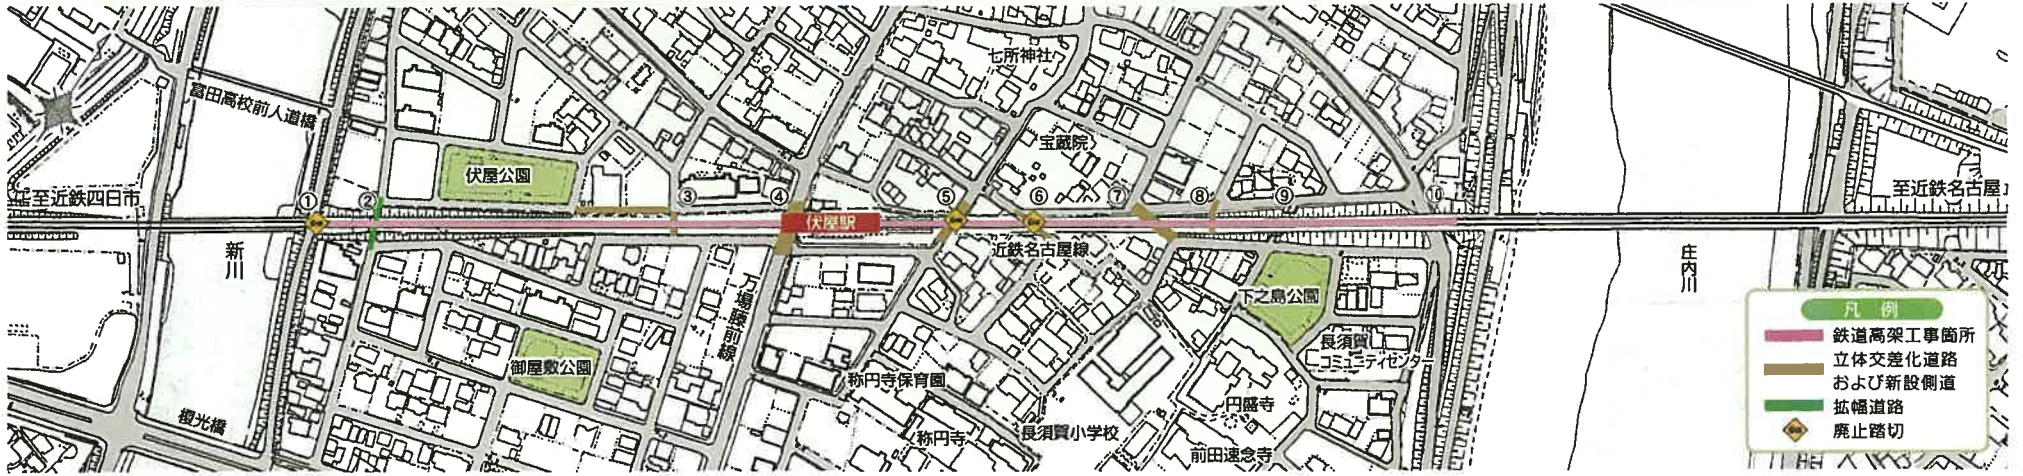 七所神社
富田高校前人道橋
宝蔵院
伏屋公園
至近鉄四日市
①
②
③
④
⑤
⑥
⑦
⑧
⑨
⑩
至近鉄名古屋
伏屋駅
近鉄名古屋線
新川
庄内川
万場藤前線
下之島公園
御屋敷公園
長須賀
コミュニティセンター
称円寺保育園
円盛寺
橙光橋
称円寺
長須賀小学校
前田速念寺
凡例
鉄道高架工事箇所
立体交差化道路
および新設側道
拡幅道路
廃止踏切